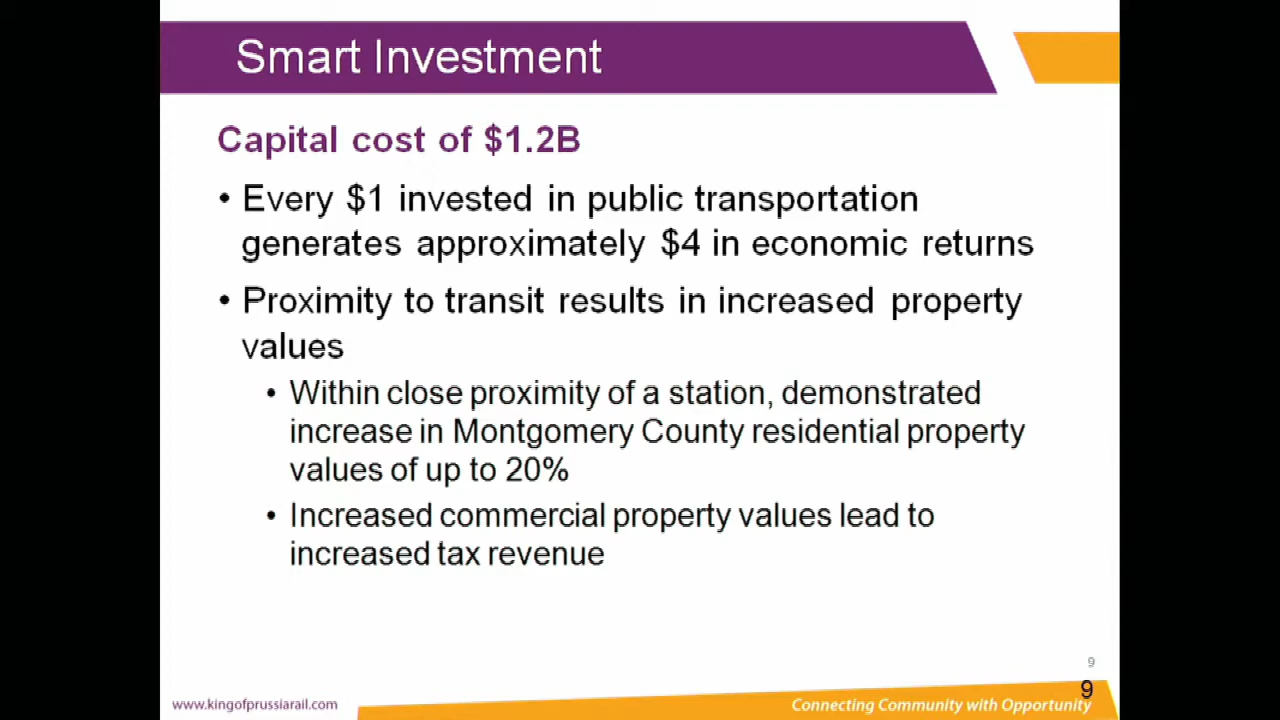 Smart Investment
Capital cost of $1.2B
• Every $1 invested in public transportation
generates approximately $4 in economic returns
• Proximity to transit results in increased property
values
• Within close proximity of a station, demonstrated
increase in Montgomery County residential property
values of up to 20%
• Increased commercial property values lead to
increased tax revenue
9
9
www.kingofprussiarail.com
Connecting Community with Opportunity